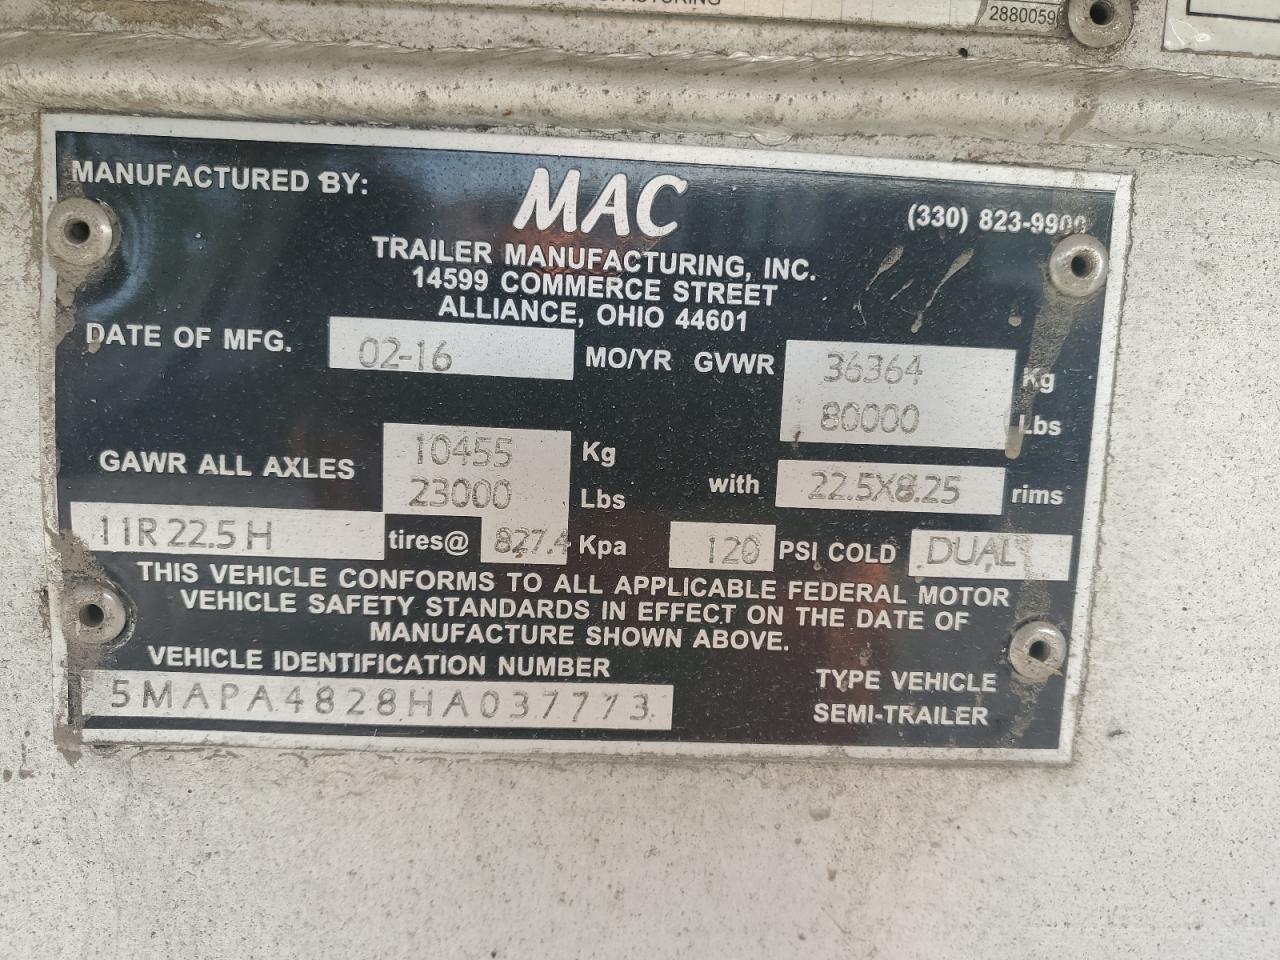 2880059
MANUFACTURED BY:
MAC
(330) 823-9900
TRAILER MANUFACTURING, INC.
14599 COMMERCE STREET
ALLIANCE, OHIO 44601
DATE OF MFG. 02-16 MO/YR GVWR 36364 Kg
80000 Lbs
GAWR ALL AXLES 10455 Kg
23000 Lbs with 22.5X8.25 rims
11R22.5H tires@ 827.4 Kpa 120 PSI COLD DUAL
THIS VEHICLE CONFORMS TO ALL APPLICABLE FEDERAL MOTOR
VEHICLE SAFETY STANDARDS IN EFFECT ON THE DATE OF
MANUFACTURE SHOWN ABOVE.
VEHICLE IDENTIFICATION NUMBER
5MAPA4828HA037773
TYPE VEHICLE
SEMI-TRAILER